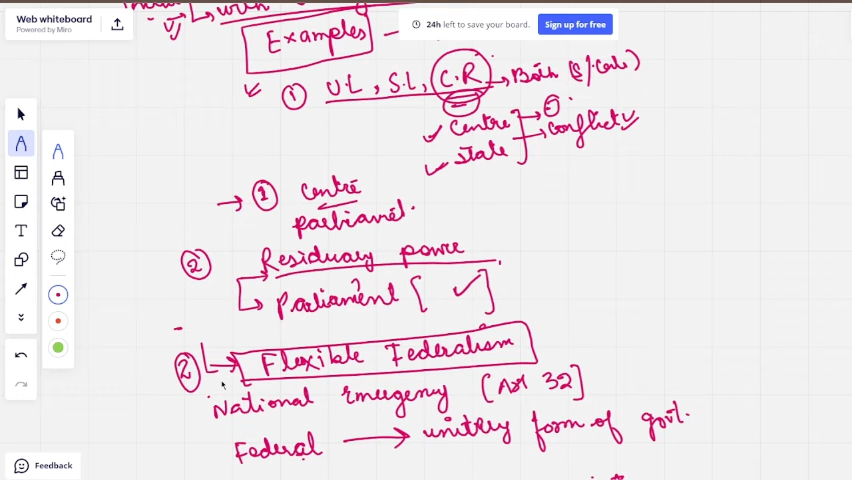 Web whiteboard
Powered by Miro
24h left to save your board.
Sign up for free
with
Examples
① U.L, S.L, C.R → Both
Centre
State
Conflict
→ ① Centre
parliament.
② Residuary power
Parliament [ ✓ ]
② Flexible Federalism
National Emergency [Art 32]
Federal → unitary form of govt.
Feedback